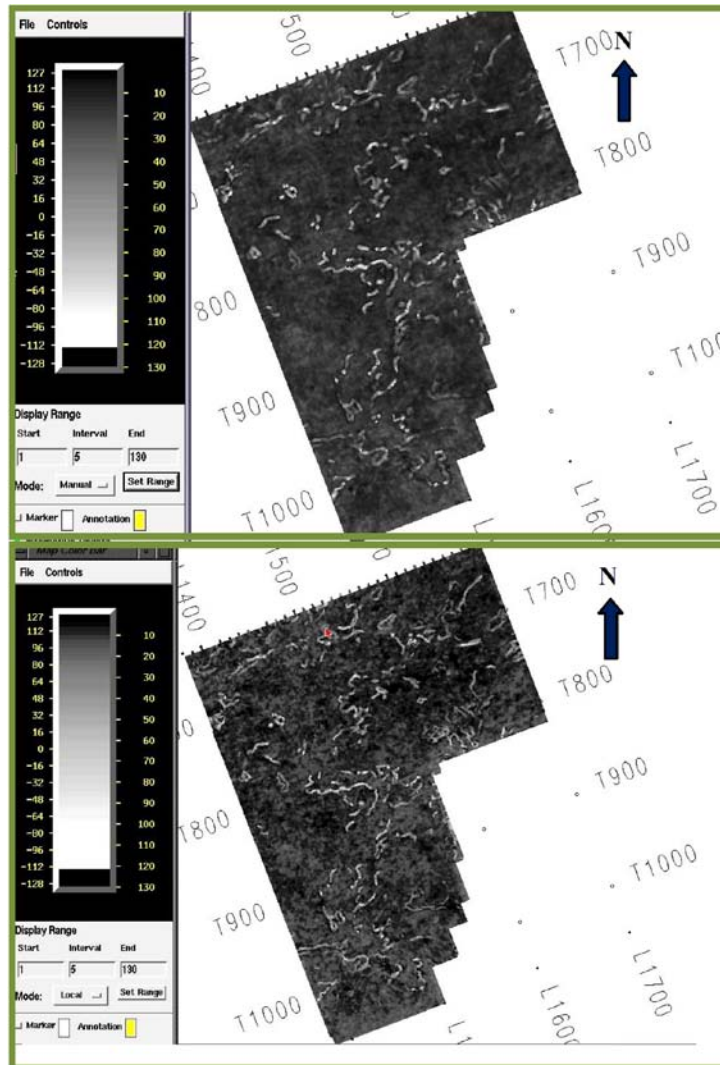 File Controls
127
112
96
80
64
48
32
16
0
-16
-32
-48
-64
-80
-96
-112
-128
10
20
30
40
50
60
70
80
90
100
110
120
130
Display Range
Start Interval End
1 5 130
Mode: Manual Set Range
Marker Annotation
400
500
T700
N
T800
T900
800
T900
T1000
L1700
L1600
Map Color Bar
File Controls
127
112
96
80
64
48
32
16
0
-16
-32
-48
-64
-80
-96
-112
-128
10
20
30
40
50
60
70
80
90
100
110
120
130
Display Range
Start Interval End
1 5 130
Mode: Local Set Range
Marker Annotation
1400
1500
T700
N
T800
T900
T1000
T800
T900
T1000
L1700
L1600